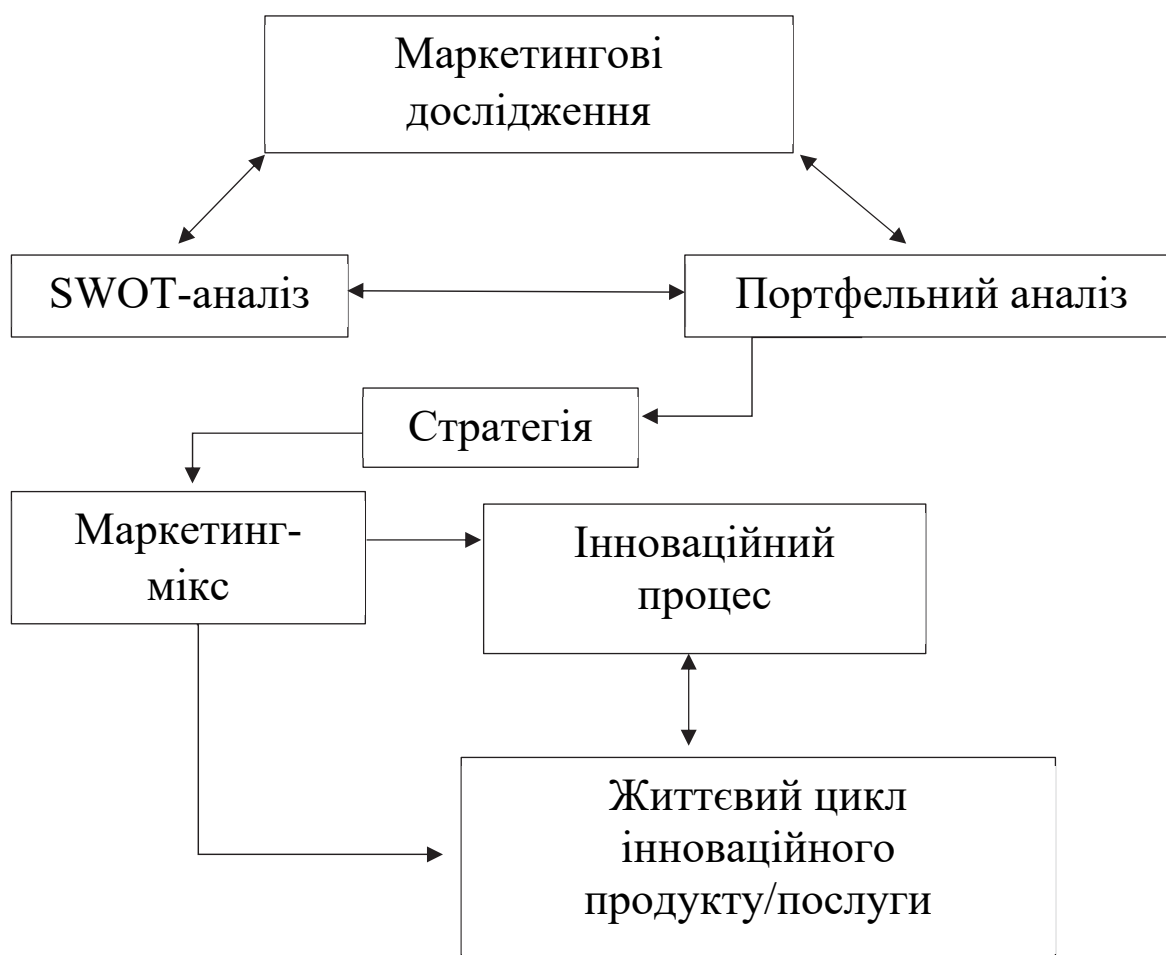 Маркетингові
дослідження
SWOT-аналіз
Портфельний аналіз
Стратегія
Маркетинг-
мікс
Інноваційний
процес
Життєвий цикл
інноваційного
продукту/послуги